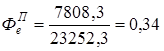 Ф_e^П = 7808,3 / 23252,3 = 0,34